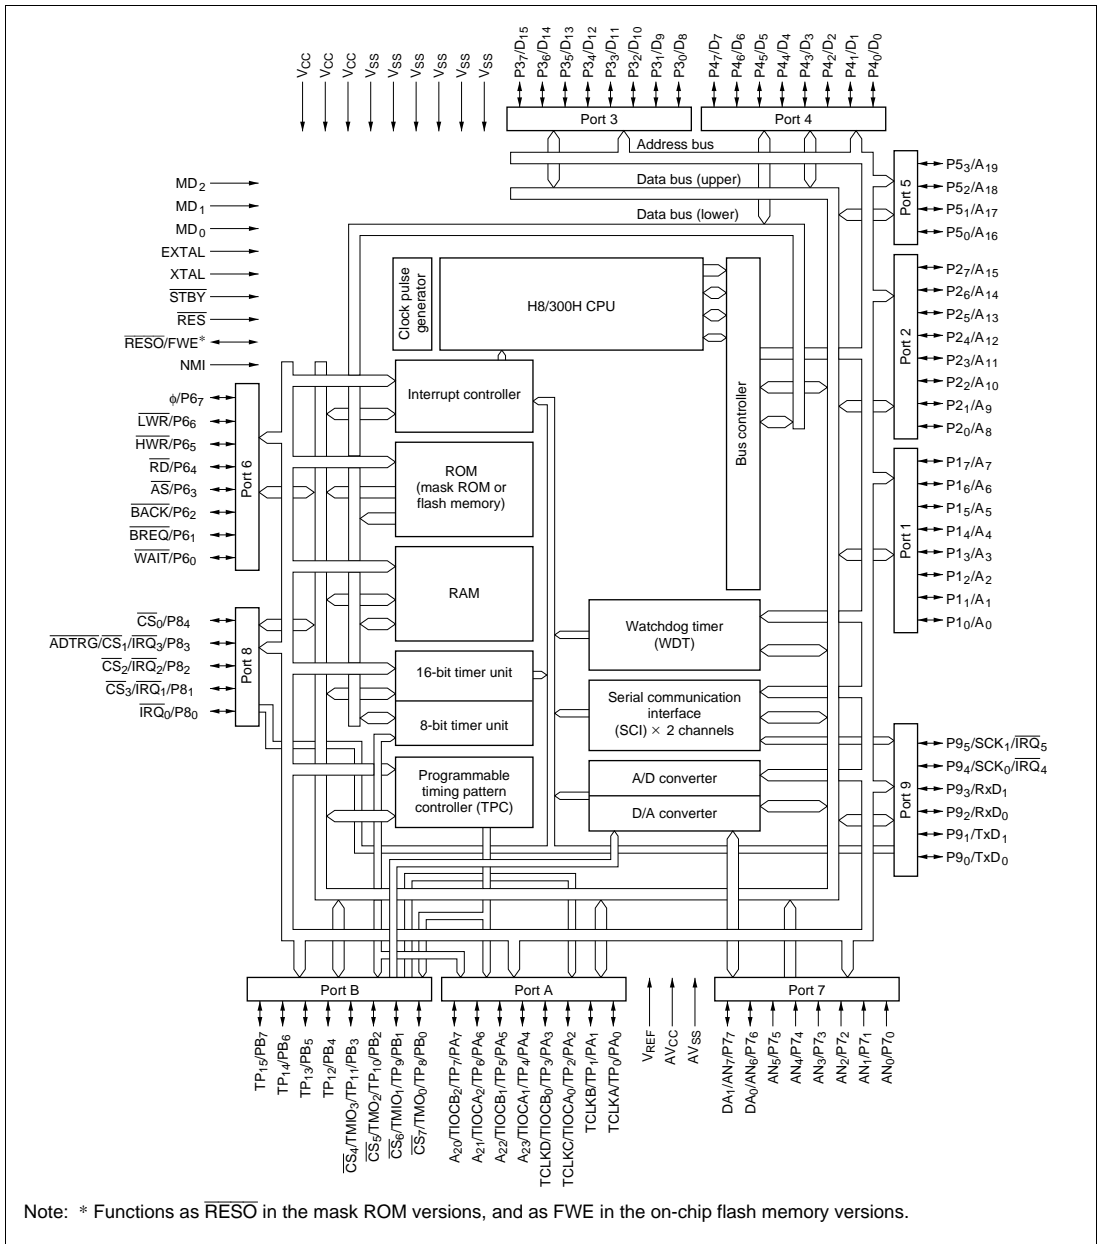 VCC
VCC
VCC
VSS
VSS
VSS
VSS
VSS
VSS
P37/D15
P36/D14
P35/D13
P34/D12
P33/D11
P32/D10
P31/D9
P30/D8
P47/D7
P46/D6
P45/D5
P44/D4
P43/D3
P42/D2
P41/D1
P40/D0
Port 3
Port 4
Address bus
Data bus (upper)
Data bus (lower)
MD2
MD1
MD0
EXTAL
XTAL
STBY
RES
RESO/FWE*
NMI
Port 5
P53/A19
P52/A18
P51/A17
P50/A16
Clock pulse
generator
H8/300H CPU
Bus controller
Port 2
P27/A15
P26/A14
P25/A13
P24/A12
P23/A11
P22/A10
P21/A9
P20/A8
φ/P67
LWR/P66
HWR/P65
RD/P64
AS/P63
BACK/P62
BREQ/P61
WAIT/P60
Port 6
Interrupt controller
ROM
(mask ROM or
flash memory)
RAM
Port 1
P17/A7
P16/A6
P15/A5
P14/A4
P13/A3
P12/A2
P11/A1
P10/A0
CS0/P84
ADTRG/CS1/IRQ3/P83
CS2/IRQ2/P82
CS3/IRQ1/P81
IRQ0/P80
Port 8
16-bit timer unit
8-bit timer unit
Programmable
timing pattern
controller (TPC)
Watchdog timer
(WDT)
Serial communication
interface
(SCI) × 2 channels
A/D converter
D/A converter
Port 9
P95/SCK1/IRQ5
P94/SCK0/IRQ4
P93/RxD1
P92/RxD0
P91/TxD1
P90/TxD0
Port B
Port A
Port 7
TP15/PB7
TP14/PB6
TP13/PB5
TP12/PB4
CS4/TMIO3/TP11/PB3
CS5/TMO2/TP10/PB2
CS6/TMIO1/TP9/PB1
CS7/TMO0/TP8/PB0
A20/TIOCB2/TP7/PA7
A21/TIOCA2/TP6/PA6
A22/TIOCB1/TP5/PA5
A23/TIOCA1/TP4/PA4
TCLKD/TIOCB0/TP3/PA3
TCLKC/TIOCA0/TP2/PA2
TCLKB/TP1/PA1
TCLKA/TP0/PA0
VREF
AVCC
AVSS
DA1/AN7/P77
DA0/AN6/P76
AN5/P75
AN4/P74
AN3/P73
AN2/P72
AN1/P71
AN0/P70
Note: * Functions as RESO in the mask ROM versions, and as FWE in the on-chip flash memory versions.